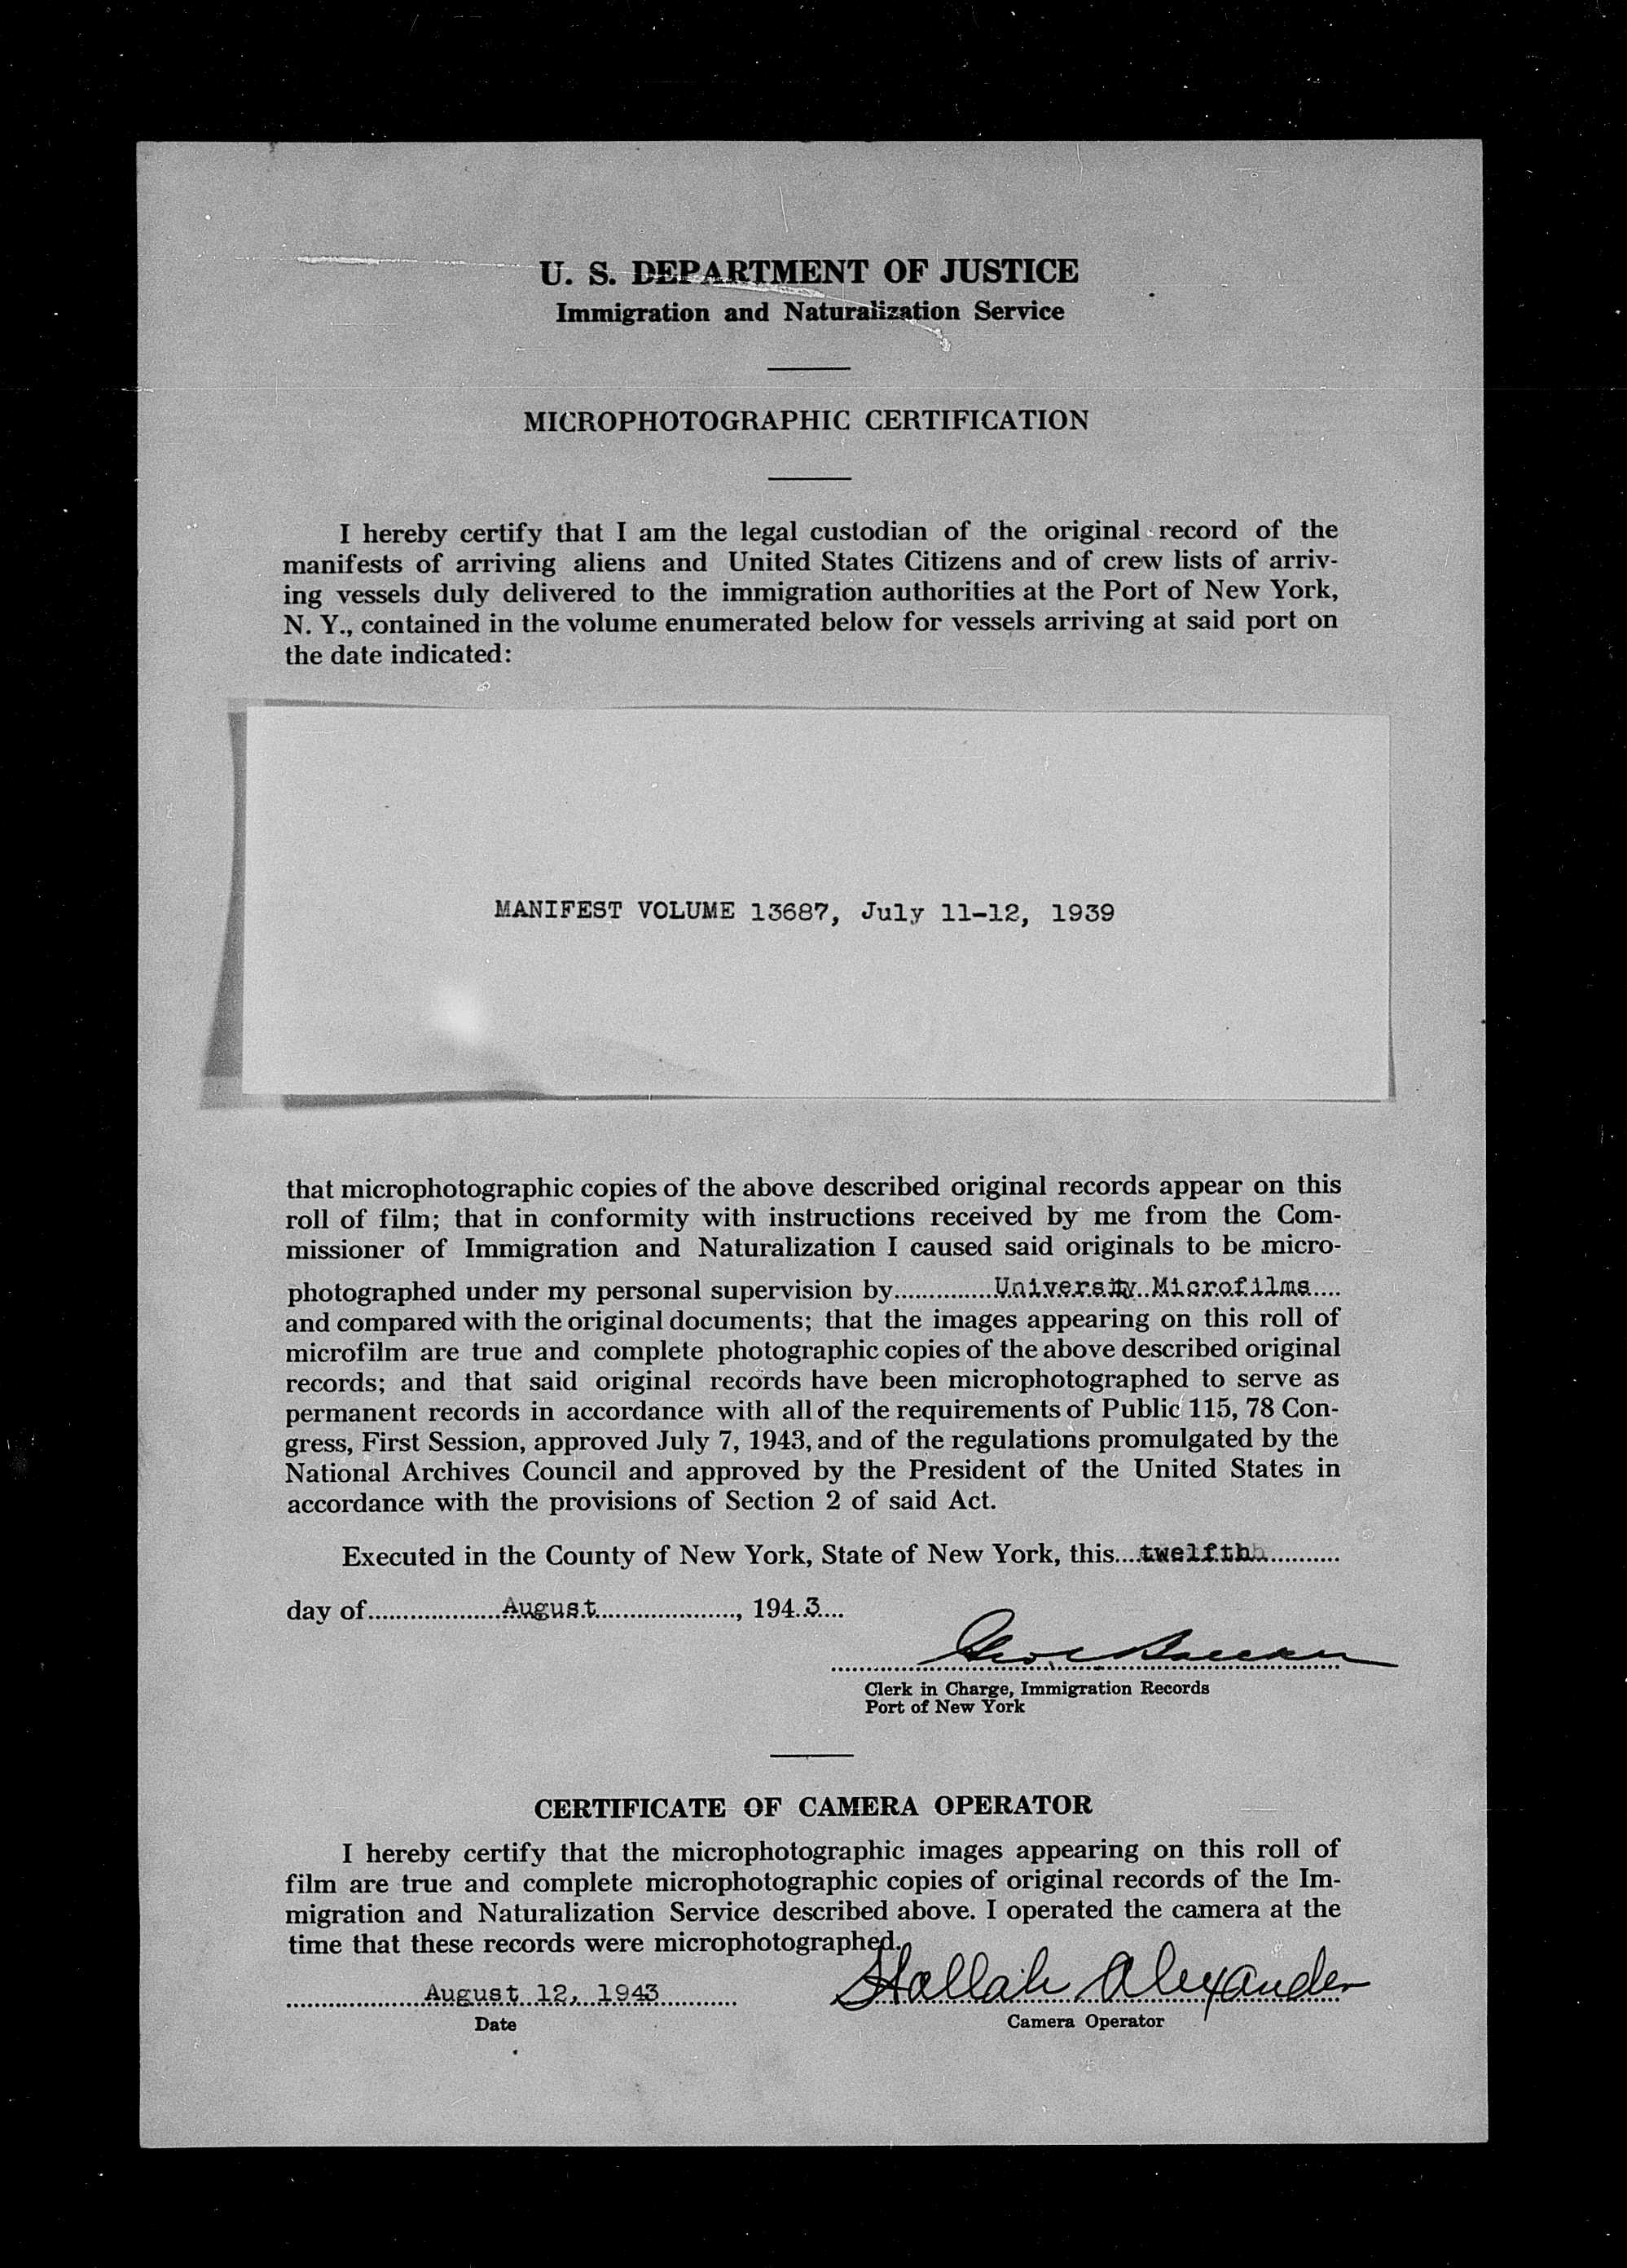 U. S. DEPARTMENT OF JUSTICE
Immigration and Naturalization Service
MICROPHOTOGRAPHIC CERTIFICATION
I hereby certify that I am the legal custodian of the original record of the
manifests of arriving aliens and United States Citizens and of crew lists of arriv-
ing vessels duly delivered to the immigration authorities at the Port of New York,
N. Y., contained in the volume enumerated below for vessels arriving at said port on
the date indicated:
MANIFEST VOLUME 13687, July 11-12, 1939
that microphotographic copies of the above described original records appear on this
roll of film; that in conformity with instructions received by me from the Com-
missioner of Immigration and Naturalization I caused said originals to be micro-
photographed under my personal supervision by University Microfilms
and compared with the original documents; that the images appearing on this roll of
microfilm are true and complete photographic copies of the above described original
records; and that said original records have been microphotographed to serve as
permanent records in accordance with all of the requirements of Public 115, 78 Con-
gress, First Session, approved July 7, 1943, and of the regulations promulgated by the
National Archives Council and approved by the President of the United States in
accordance with the provisions of Section 2 of said Act.
Executed in the County of New York, State of New York, this twelfth
day of August, 1943
Clerk in Charge, Immigration Records
Port of New York
CERTIFICATE OF CAMERA OPERATOR
I hereby certify that the microphotographic images appearing on this roll of
film are true and complete microphotographic copies of original records of the Im-
migration and Naturalization Service described above. I operated the camera at the
time that these records were microphotographed.
August 12, 1943 Hallah Alexander
Date Camera Operator